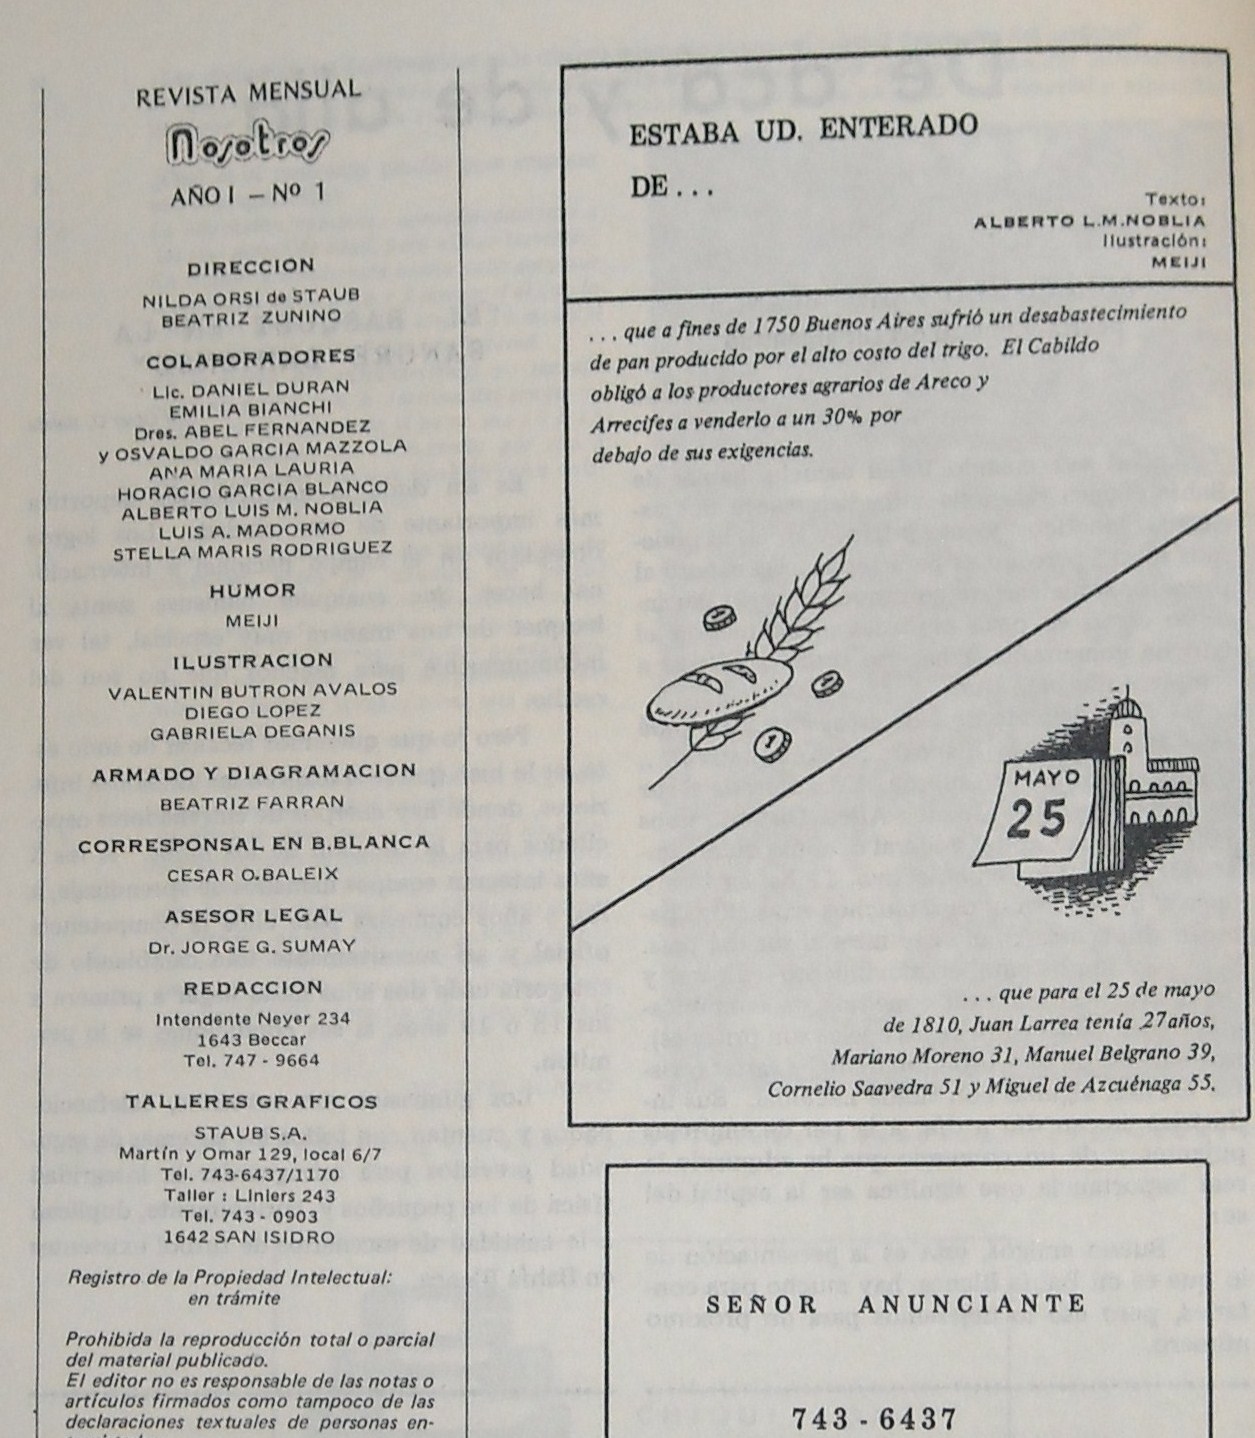 REVISTA MENSUAL
Nosotros
AÑO I - Nº 1
DIRECCION
NILDA ORSI de STAUB
BEATRIZ ZUNINO
COLABORADORES
Lic. DANIEL DURAN
EMILIA BIANCHI
Dres. ABEL FERNANDEZ
y OSVALDO GARCIA MAZZOLA
ANA MARIA LAURIA
HORACIO GARCIA BLANCO
ALBERTO LUIS M. NOBLIA
LUIS A. MADORMO
STELLA MARIS RODRIGUEZ
HUMOR
MEIJI
ILUSTRACION
VALENTIN BUTRON AVALOS
DIEGO LOPEZ
GABRIELA DEGANIS
ARMADO Y DIAGRAMACION
BEATRIZ FARRAN
CORRESPONSAL EN B.BLANCA
CESAR O.BALEIX
ASESOR LEGAL
Dr. JORGE G. SUMAY
REDACCION
Intendente Neyer 234
1643 Beccar
Tel. 747 - 9664
TALLERES GRAFICOS
STAUB S.A.
Martín y Omar 129, local 6/7
Tel. 743-6437/1170
Taller : Liniers 243
Tel. 743 - 0903
1642 SAN ISIDRO
Registro de la Propiedad Intelectual:
en trámite
Prohibida la reproducción total o parcial
del material publicado.
El editor no es responsable de las notas o
artículos firmados como tampoco de las
declaraciones textuales de personas en-
ESTABA UD. ENTERADO
DE . . .
Texto:
ALBERTO L.M.NOBLIA
Ilustración:
MEIJI
. . . que a fines de 1750 Buenos Aires sufrió un desabastecimiento
de pan producido por el alto costo del trigo. El Cabildo
obligó a los productores agrarios de Areco y
Arrecifes a venderlo a un 30% por
debajo de sus exigencias.
MAYO
25
. . . que para el 25 de mayo
de 1810, Juan Larrea tenía 27años,
Mariano Moreno 31, Manuel Belgrano 39,
Cornelio Saavedra 51 y Miguel de Azcuénaga 55.
SEÑOR ANUNCIANTE
743 - 6437